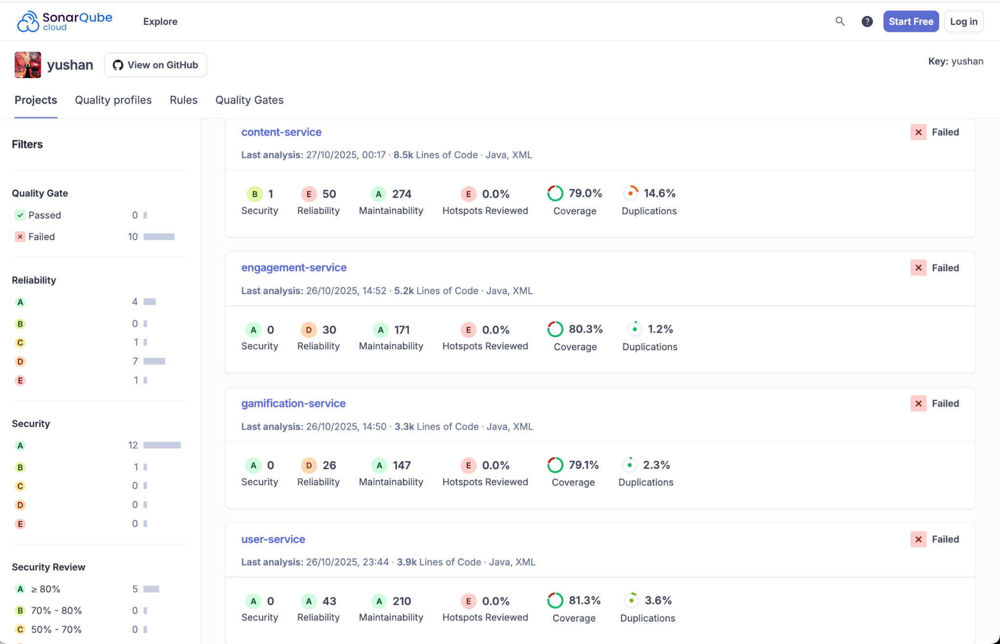 SonarQube cloud
Explore
?
Start Free
Log in
yushan
View on GitHub
Key: yushan
Projects
Quality profiles
Rules
Quality Gates
Filters
Quality Gate
Passed 0
Failed 10
Reliability
A 4
B 0
C 1
D 7
E 1
Security
A 12
B 1
C 0
D 0
E 0
Security Review
A ≥ 80% 5
B 70% - 80% 0
C 50% - 70% 0
content-service
Failed
Last analysis: 27/10/2025, 00:17 • 8.5k Lines of Code • Java, XML
B 1 E 50 A 274 E 0.0% 79.0% 14.6%
Security Reliability Maintainability Hotspots Reviewed Coverage Duplications
engagement-service
Failed
Last analysis: 26/10/2025, 14:52 • 5.2k Lines of Code • Java, XML
A 0 D 30 A 171 E 0.0% 80.3% 1.2%
Security Reliability Maintainability Hotspots Reviewed Coverage Duplications
gamification-service
Failed
Last analysis: 26/10/2025, 14:50 • 3.3k Lines of Code • Java, XML
A 0 D 26 A 147 E 0.0% 79.1% 2.3%
Security Reliability Maintainability Hotspots Reviewed Coverage Duplications
user-service
Failed
Last analysis: 26/10/2025, 23:44 • 3.9k Lines of Code • Java, XML
A 0 A 43 A 210 E 0.0% 81.3% 3.6%
Security Reliability Maintainability Hotspots Reviewed Coverage Duplications